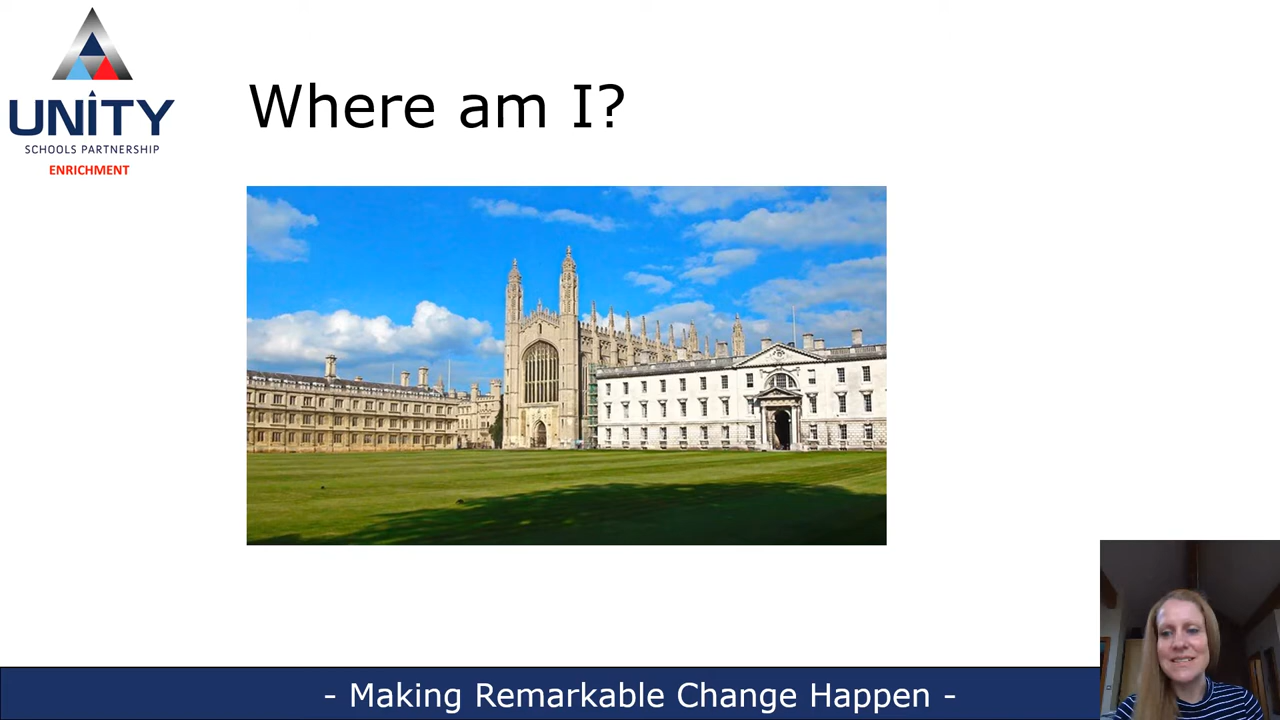 UNITY
SCHOOLS PARTNERSHIP
ENRICHMENT
Where am I?
- Making Remarkable Change Happen -